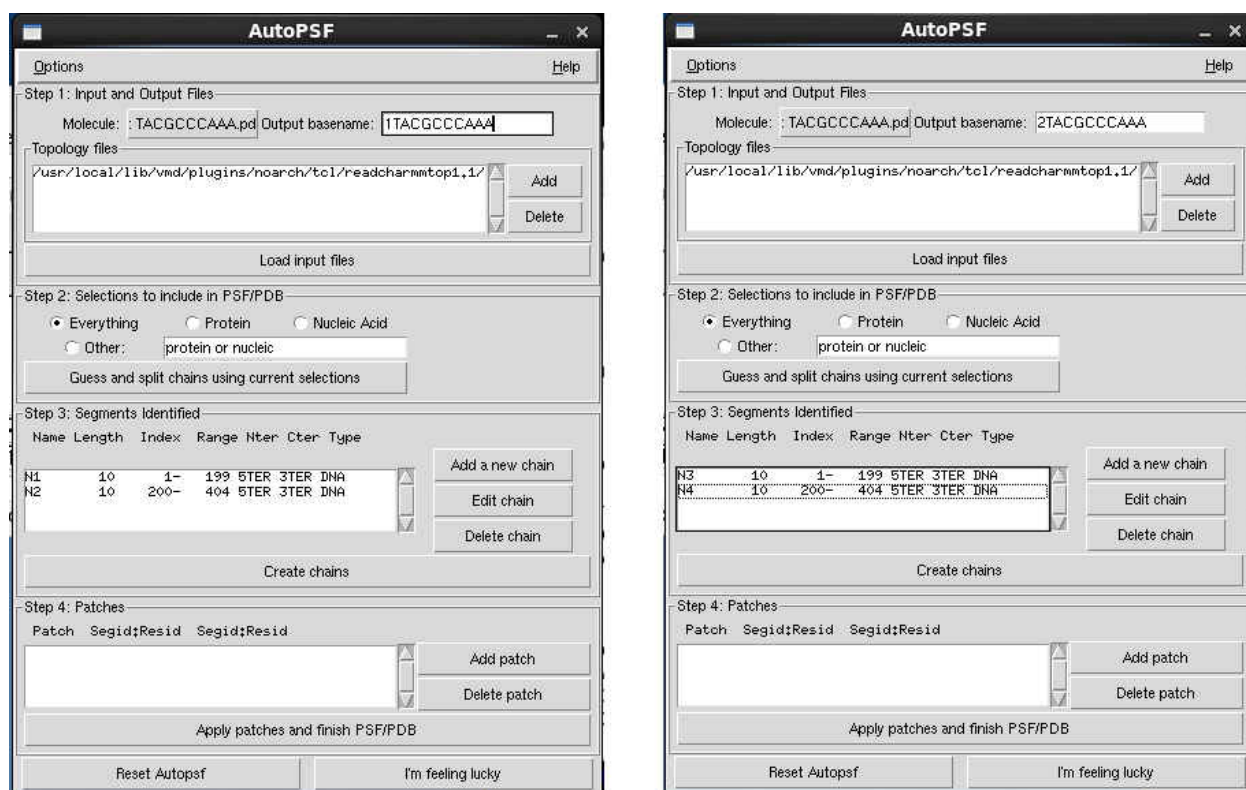 AutoPSF
Options Help
Step 1: Input and Output Files
Molecule: : TACGCCCAAA.pd Output basename: 1TACGCCCAAA
Topology files
/usr/local/lib/vmd/plugins/noarch/tcl/readcharmmtop1.1/
Add
Delete
Load input files
Step 2: Selections to include in PSF/PDB
Everything Protein Nucleic Acid
Other: protein or nucleic
Guess and split chains using current selections
Step 3: Segments Identified
Name Length Index Range Nter Cter Type
N1 10 1- 199 5TER 3TER DNA
N2 10 200- 404 5TER 3TER DNA
Add a new chain
Edit chain
Delete chain
Create chains
Step 4: Patches
Patch Segid:Resid Segid:Resid
Add patch
Delete patch
Apply patches and finish PSF/PDB
Reset Autopsf I'm feeling lucky
AutoPSF
Options Help
Step 1: Input and Output Files
Molecule: : TACGCCCAAA.pd Output basename: 2TACGCCCAAA
Topology files
/usr/local/lib/vmd/plugins/noarch/tcl/readcharmmtop1.1/
Add
Delete
Load input files
Step 2: Selections to include in PSF/PDB
Everything Protein Nucleic Acid
Other: protein or nucleic
Guess and split chains using current selections
Step 3: Segments Identified
Name Length Index Range Nter Cter Type
N3 10 1- 199 5TER 3TER DNA
N4 10 200- 404 5TER 3TER DNA
Add a new chain
Edit chain
Delete chain
Create chains
Step 4: Patches
Patch Segid:Resid Segid:Resid
Add patch
Delete patch
Apply patches and finish PSF/PDB
Reset Autopsf I'm feeling lucky